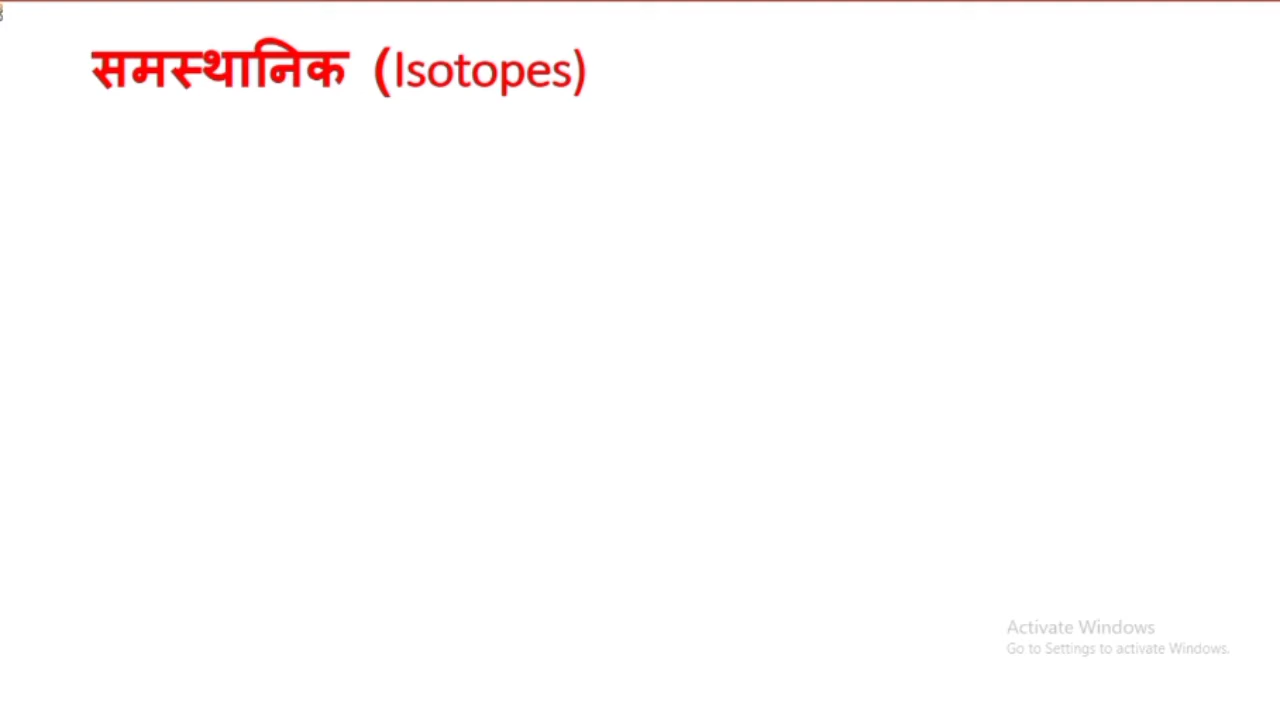 समस्थानिक (Isotopes)
Activate Windows
Go to Settings to activate Windows.